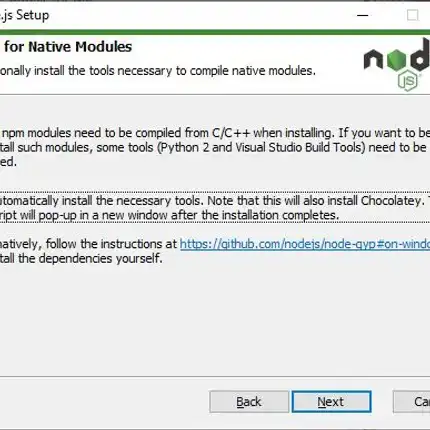 .js Setup
for Native Modules
onally install the tools necessary to compile native modules.
node
JS
npm modules need to be compiled from C/C++ when installing. If you want to be
tall such modules, some tools (Python 2 and Visual Studio Build Tools) need to be
ed.
utomatically install the necessary tools. Note that this will also install Chocolatey.
ript will pop-up in a new window after the installation completes.
natively, follow the instructions at https://github.com/nodejs/node-gyp#on-windo
tall the dependencies yourself.
Back Next Ca